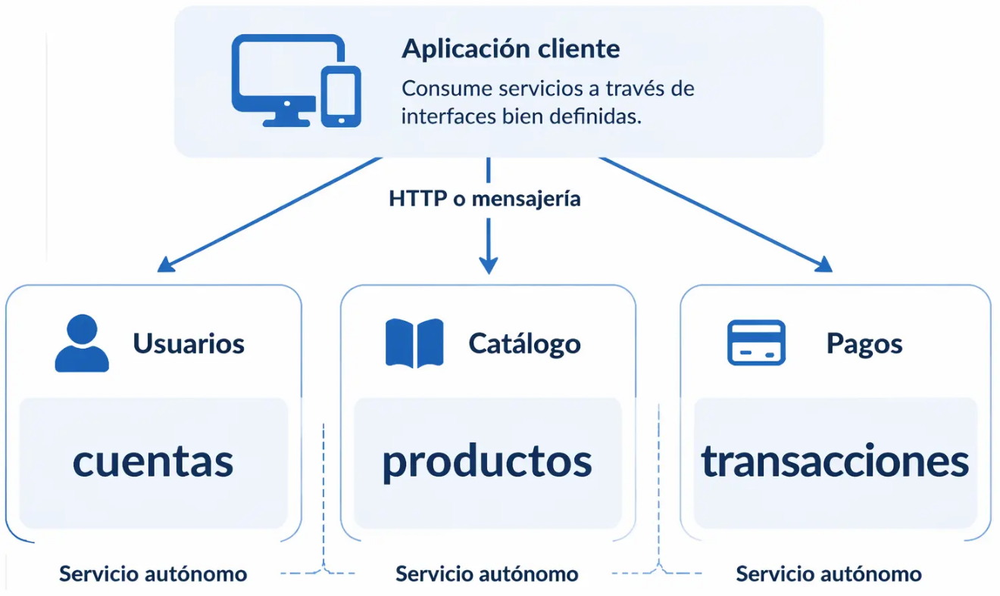 Aplicación cliente
Consume servicios a través de
interfaces bien definidas.
HTTP o mensajería
Usuarios
Catálogo
Pagos
cuentas
productos
transacciones
Servicio autónomo
Servicio autónomo
Servicio autónomo